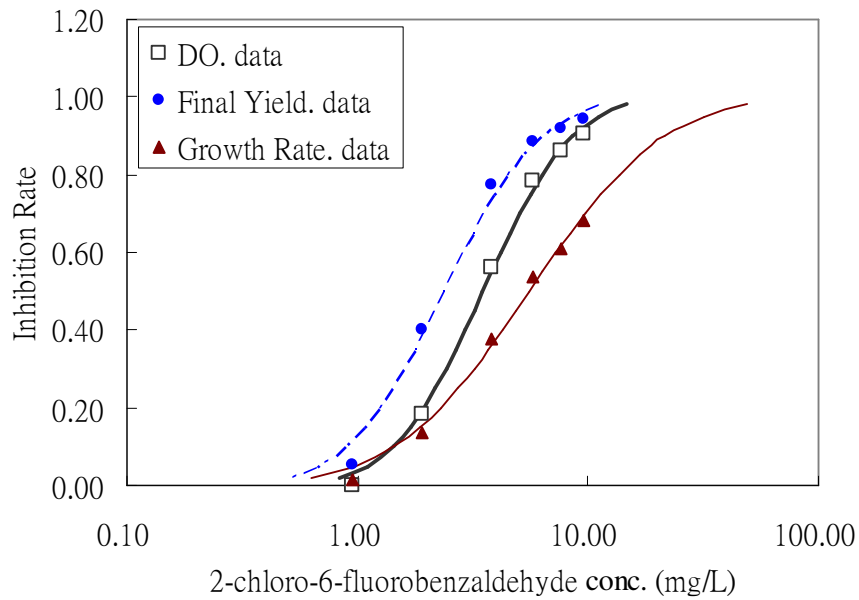 1.20
1.00
0.80
0.60
0.40
0.20
0.00
Inhibition Rate
DO. data
Final Yield. data
Growth Rate. data
0.10 1.00 10.00 100.00
2-chloro-6-fluorobenzaldehyde conc. (mg/L)